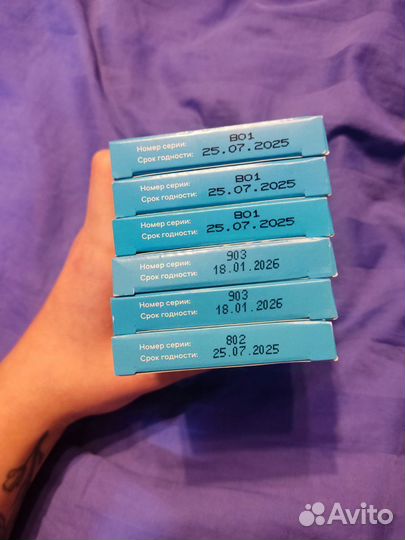 Номер серии: 801
Срок годности: 25.07.2025
Номер серии: 801
Срок годности: 25.07.2025
Номер серии: 801
Срок годности: 25.07.2025
Номер серии: 903
Срок годности: 18.01.2026
Номер серии: 903
Срок годности: 18.01.2026
Номер серии: 802
Срок годности: 25.07.2025
Avito